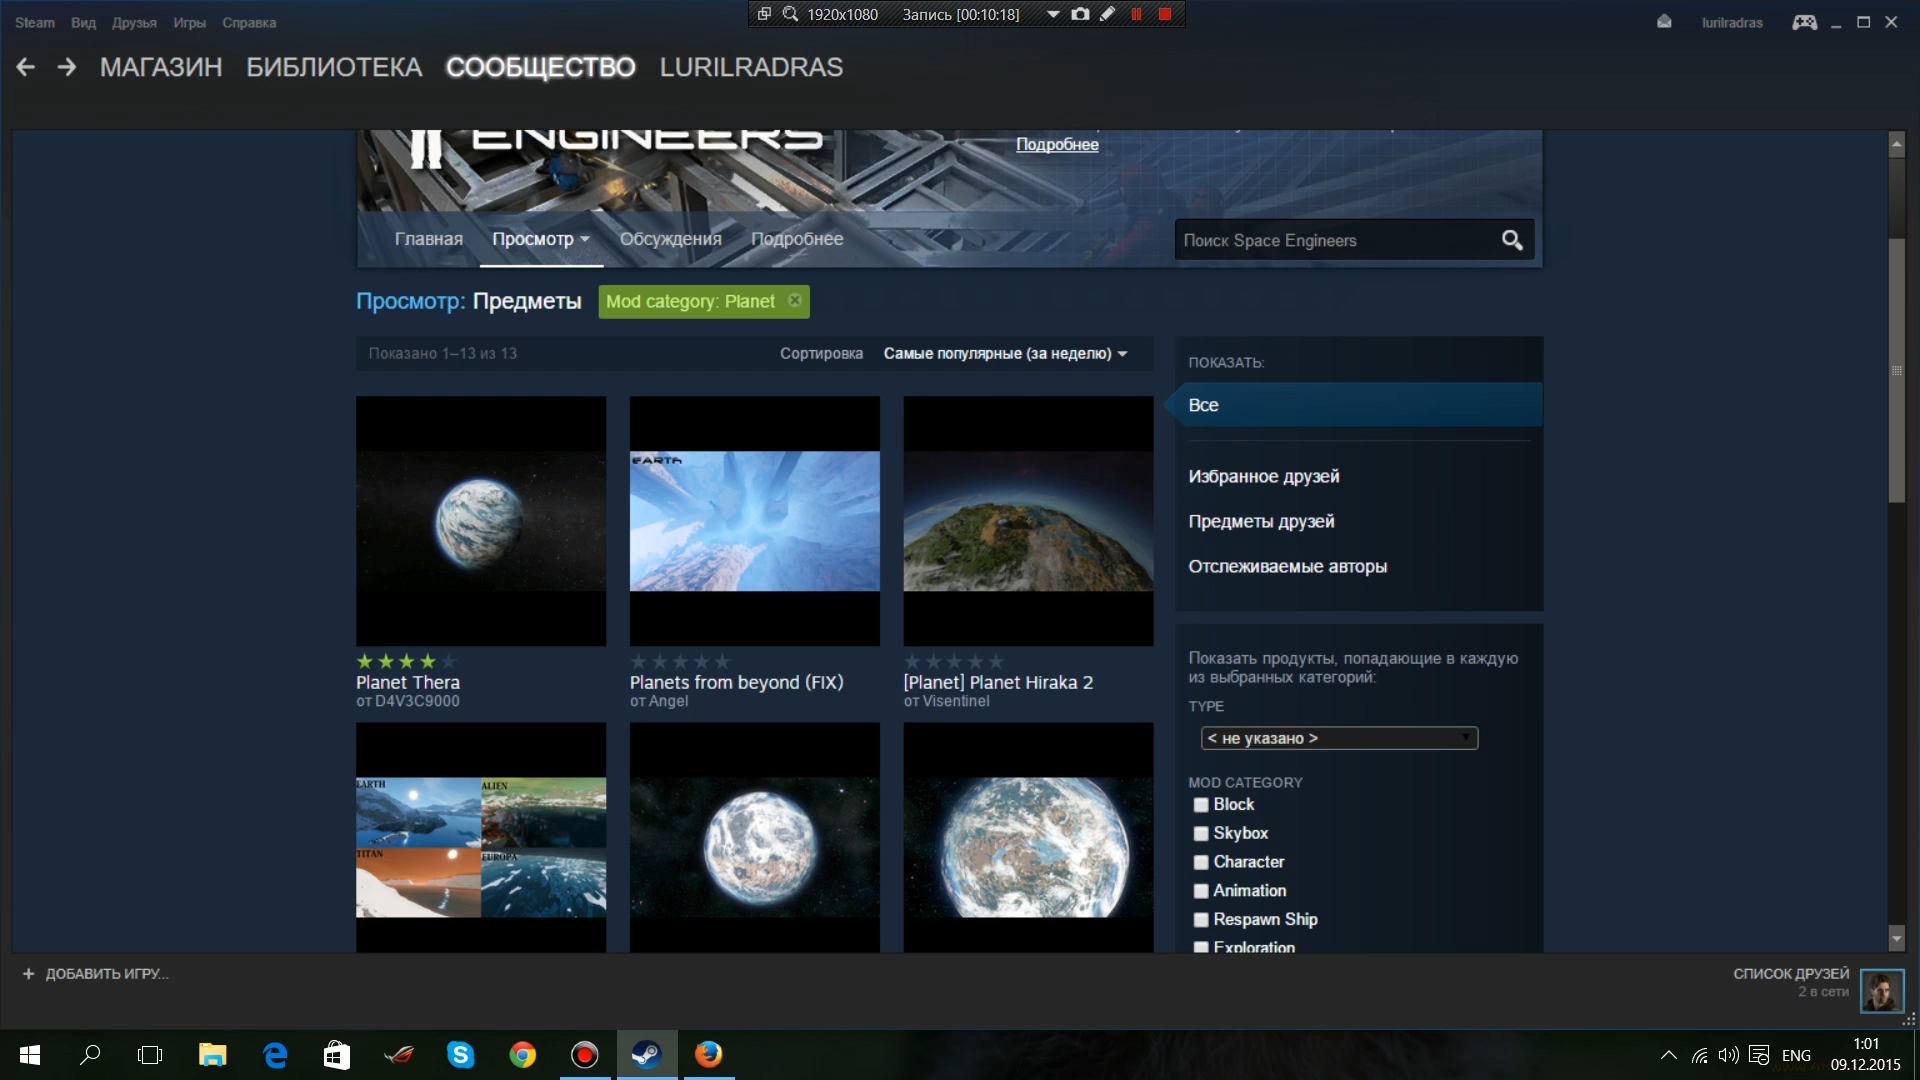 1920x1080 Запись [00:10:18]
Steam Вид Друзья Игры Справка
lurilradras
МАГАЗИН БИБЛИОТЕКА СООБЩЕСТВО LURILRADRAS
ENGINEERS
Подробнее
Главная Просмотр Обсуждения Подробнее
Поиск Space Engineers
Просмотр: Предметы Mod category: Planet
Показано 1–13 из 13
Сортировка Самые популярные (за неделю)
EARTH
Planet Thera
от D4V3C9000
Planets from beyond (FIX)
от Angel
[Planet] Planet Hiraka 2
от Visentinel
EARTH
ALIEN
TITAN
EUROPA
ПОКАЗАТЬ:
Все
Избранное друзей
Предметы друзей
Отслеживаемые авторы
Показать продукты, попадающие в каждую
из выбранных категорий:
TYPE
< не указано >
MOD CATEGORY
Block
Skybox
Character
Animation
Respawn Ship
Exploration
+ ДОБАВИТЬ ИГРУ...
СПИСОК ДРУЗЕЙ
2 в сети
ENG
1:01
09.12.2015